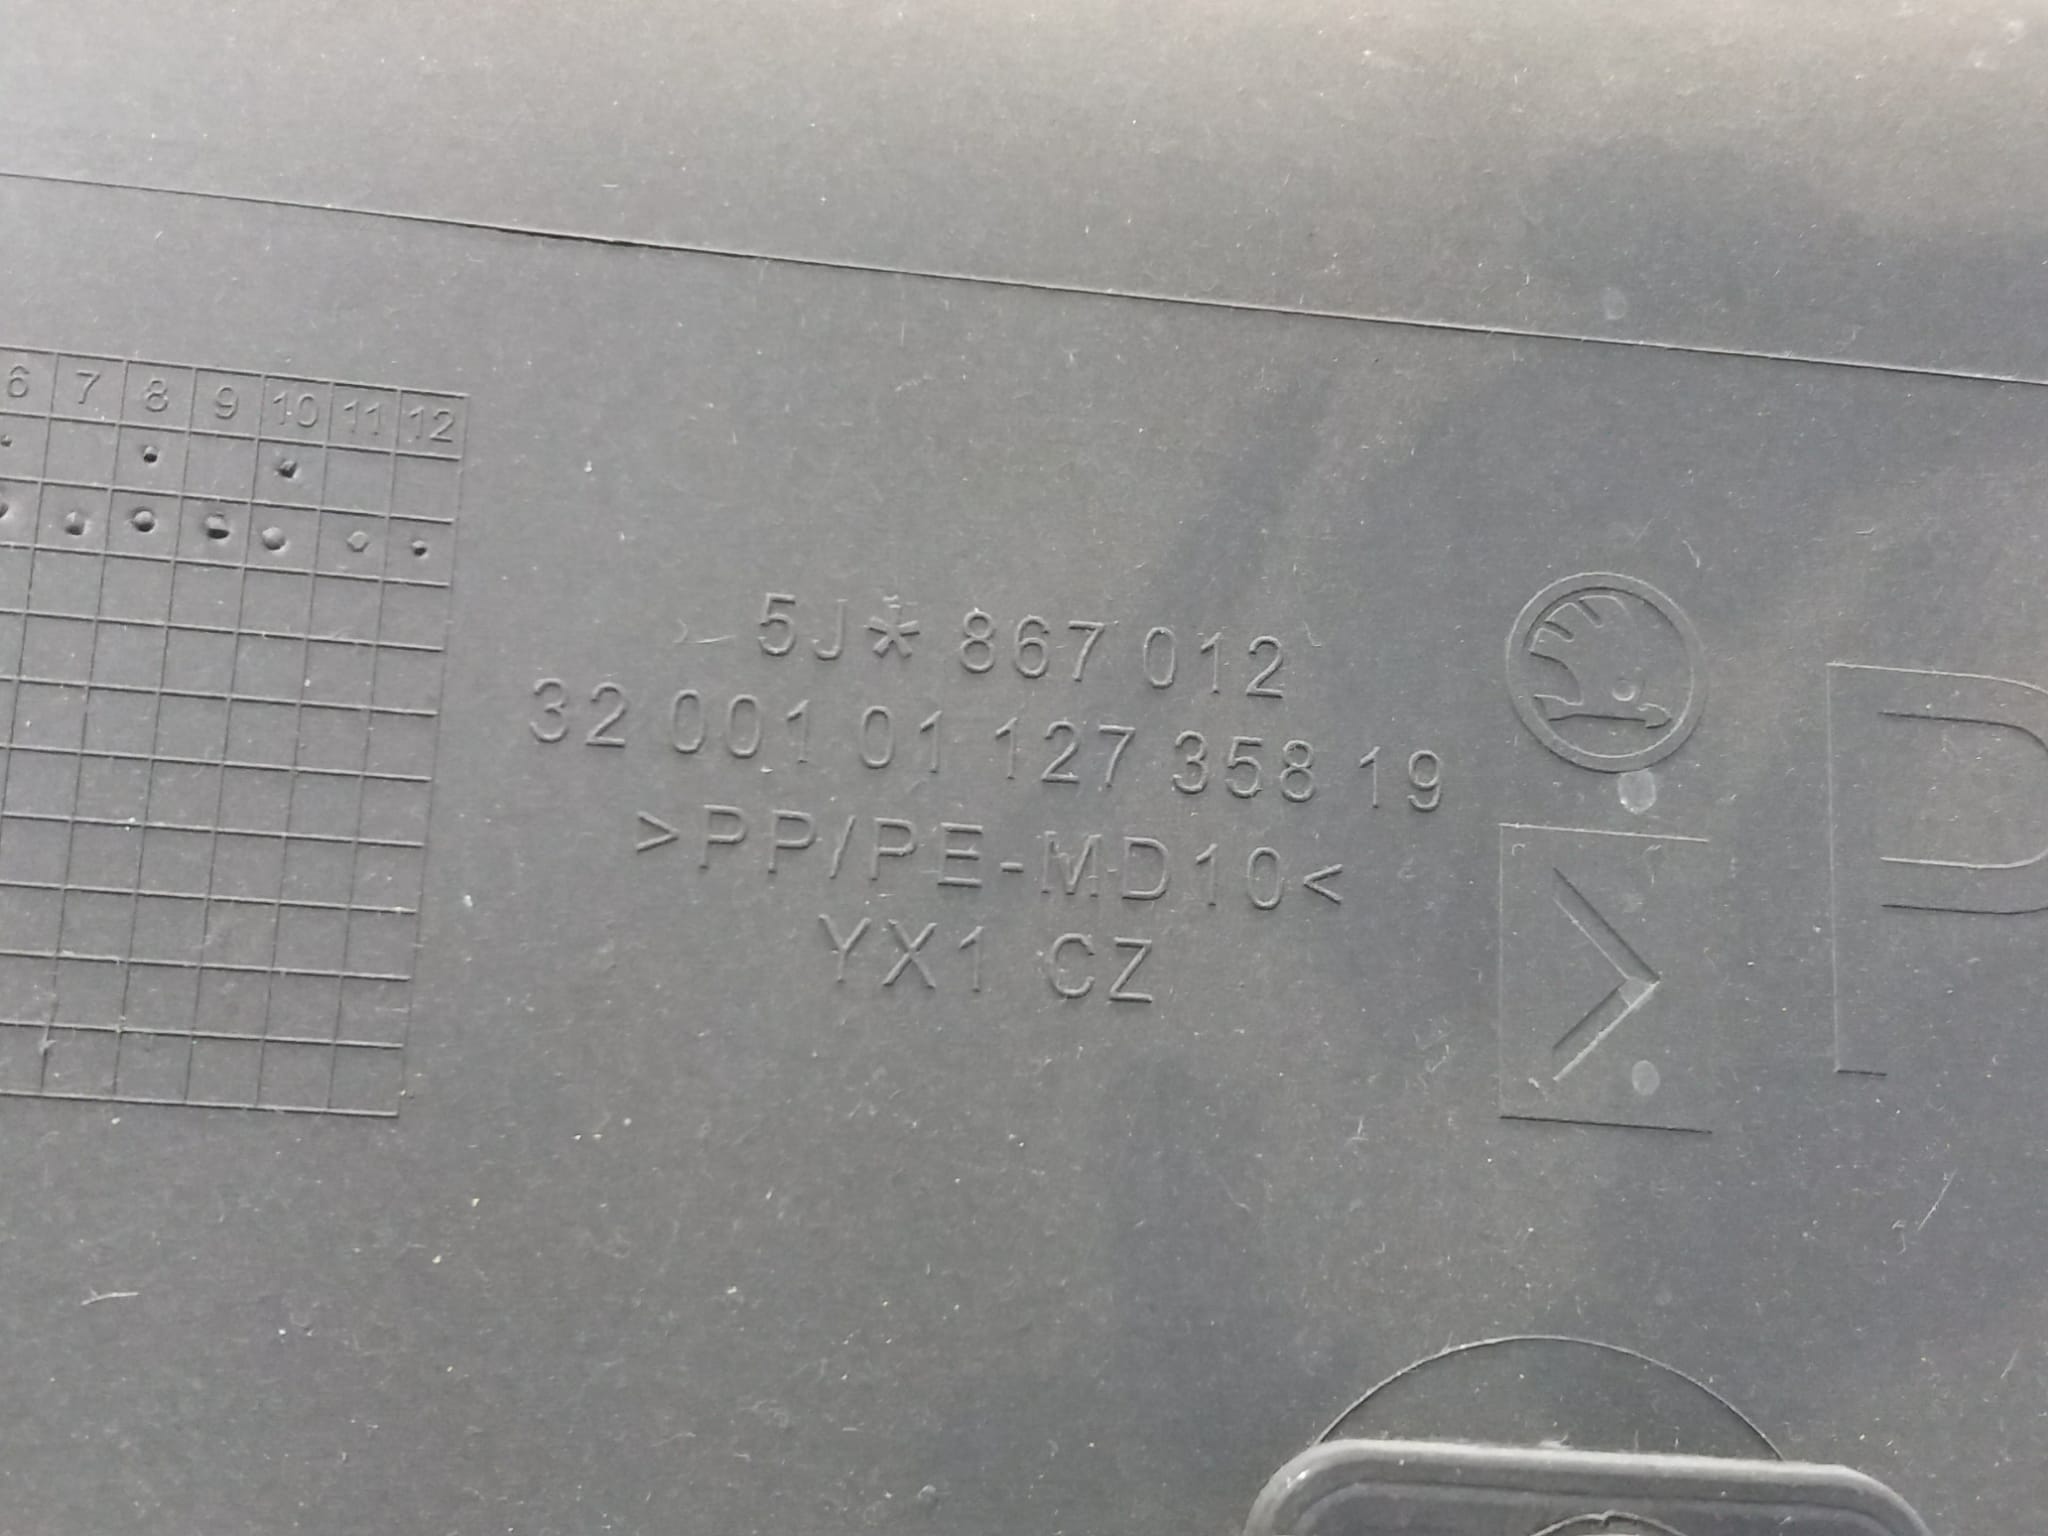 6 7 8 9 10 11 12
5J* 867 012
32 001 01 127 358 19
>PP/PE-MD10<
YX1 CZ